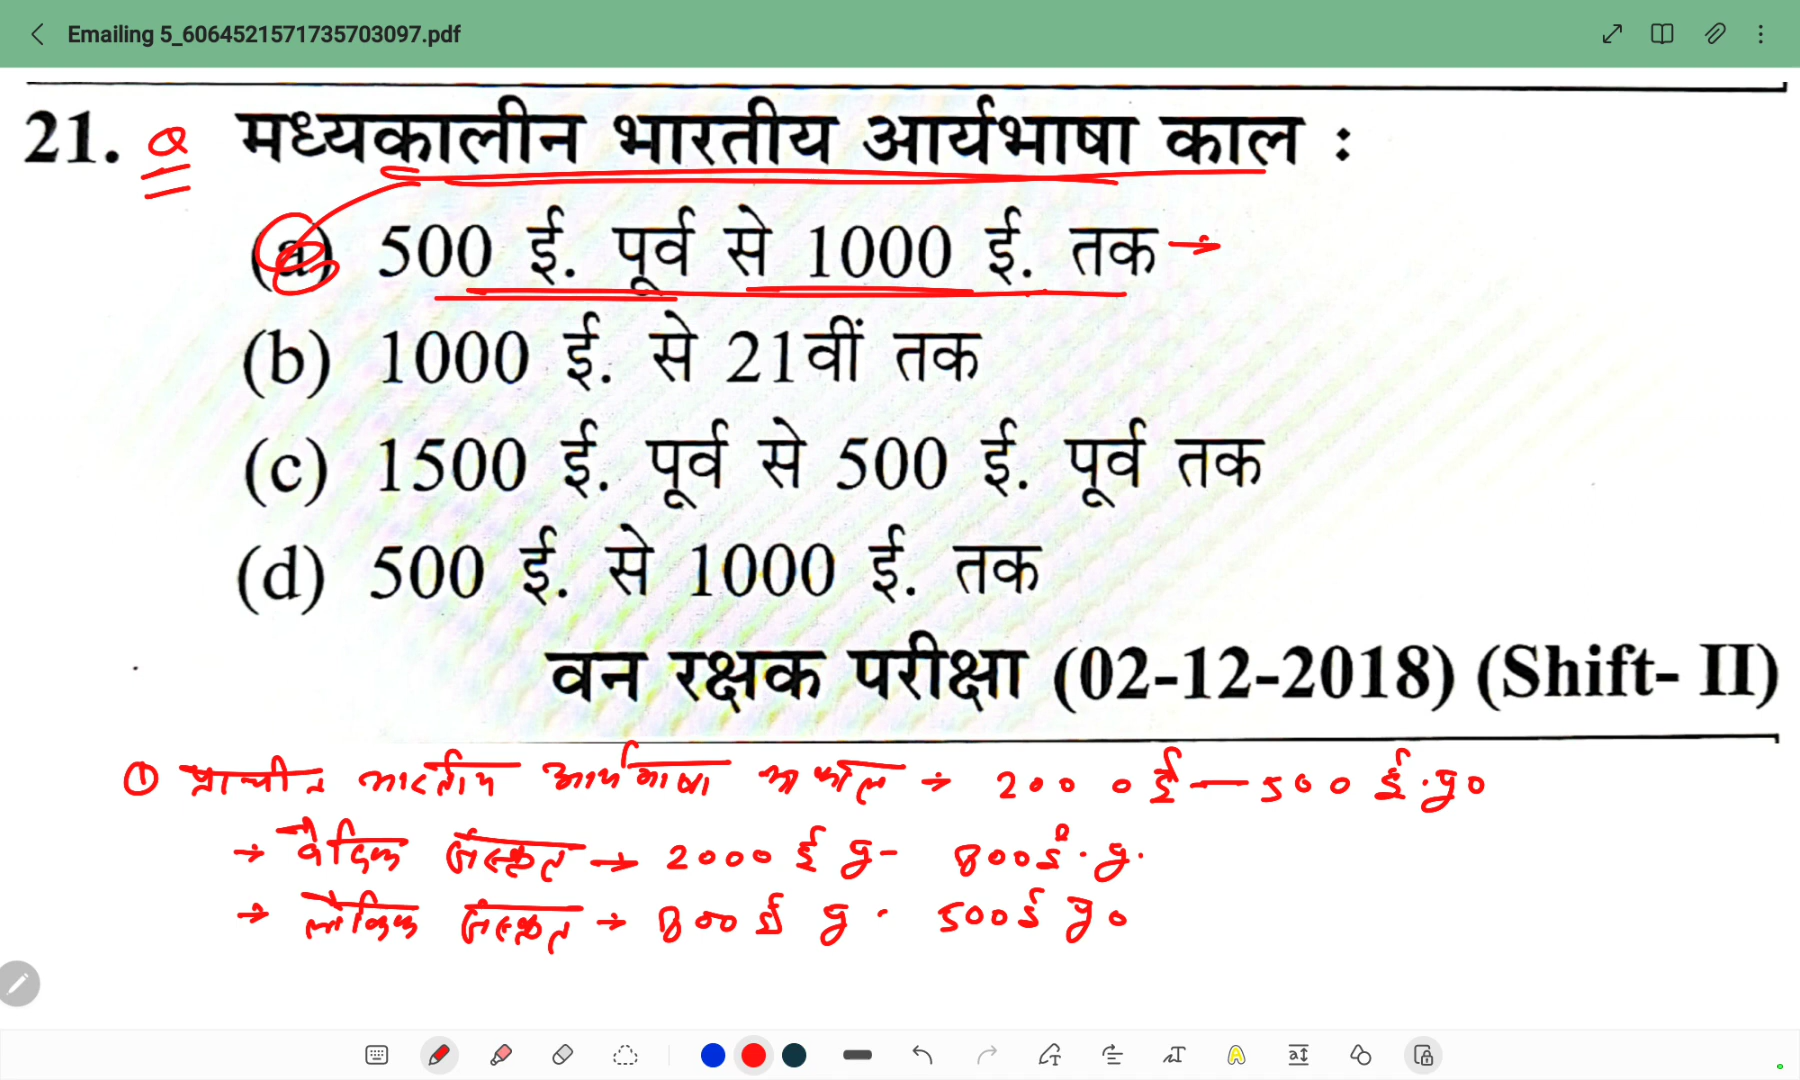 Emailing 5_6064521571735703097.pdf
21. a मध्यकालीन भारतीय आर्यभाषा काल :
(a) 500 ई. पूर्व से 1000 ई. तक →
(b) 1000 ई. से 21वीं तक
(c) 1500 ई. पूर्व से 500 ई. पूर्व तक
(d) 500 ई. से 1000 ई. तक
वन रक्षक परीक्षा (02-12-2018) (Shift- II)
① प्राचीन भारतीय आर्यभाषा काल → 2000 ई — 500 ई. पू०
→ वैदिक संस्कृत → 2000 ई पू - 800 ई. पू.
→ लौकिक संस्कृत → 800 ई पू - 500 ई पू०